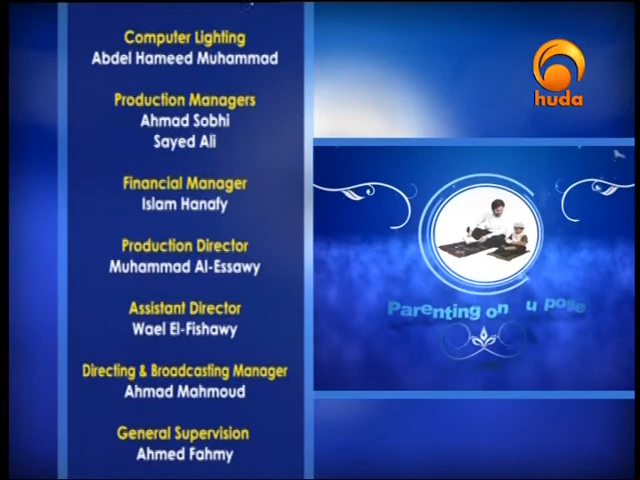 Computer Lighting
Abdel Hameed Muhammad
Production Managers
Ahmad Sobhi
Sayed Ali
Financial Manager
Islam Hanafy
Production Director
Muhammad Al-Essawy
Assistant Director
Wael El-Fishawy
Directing & Broadcasting Manager
Ahmad Mahmoud
General Supervision
Ahmed Fahmy
huda
Parenting on u pose